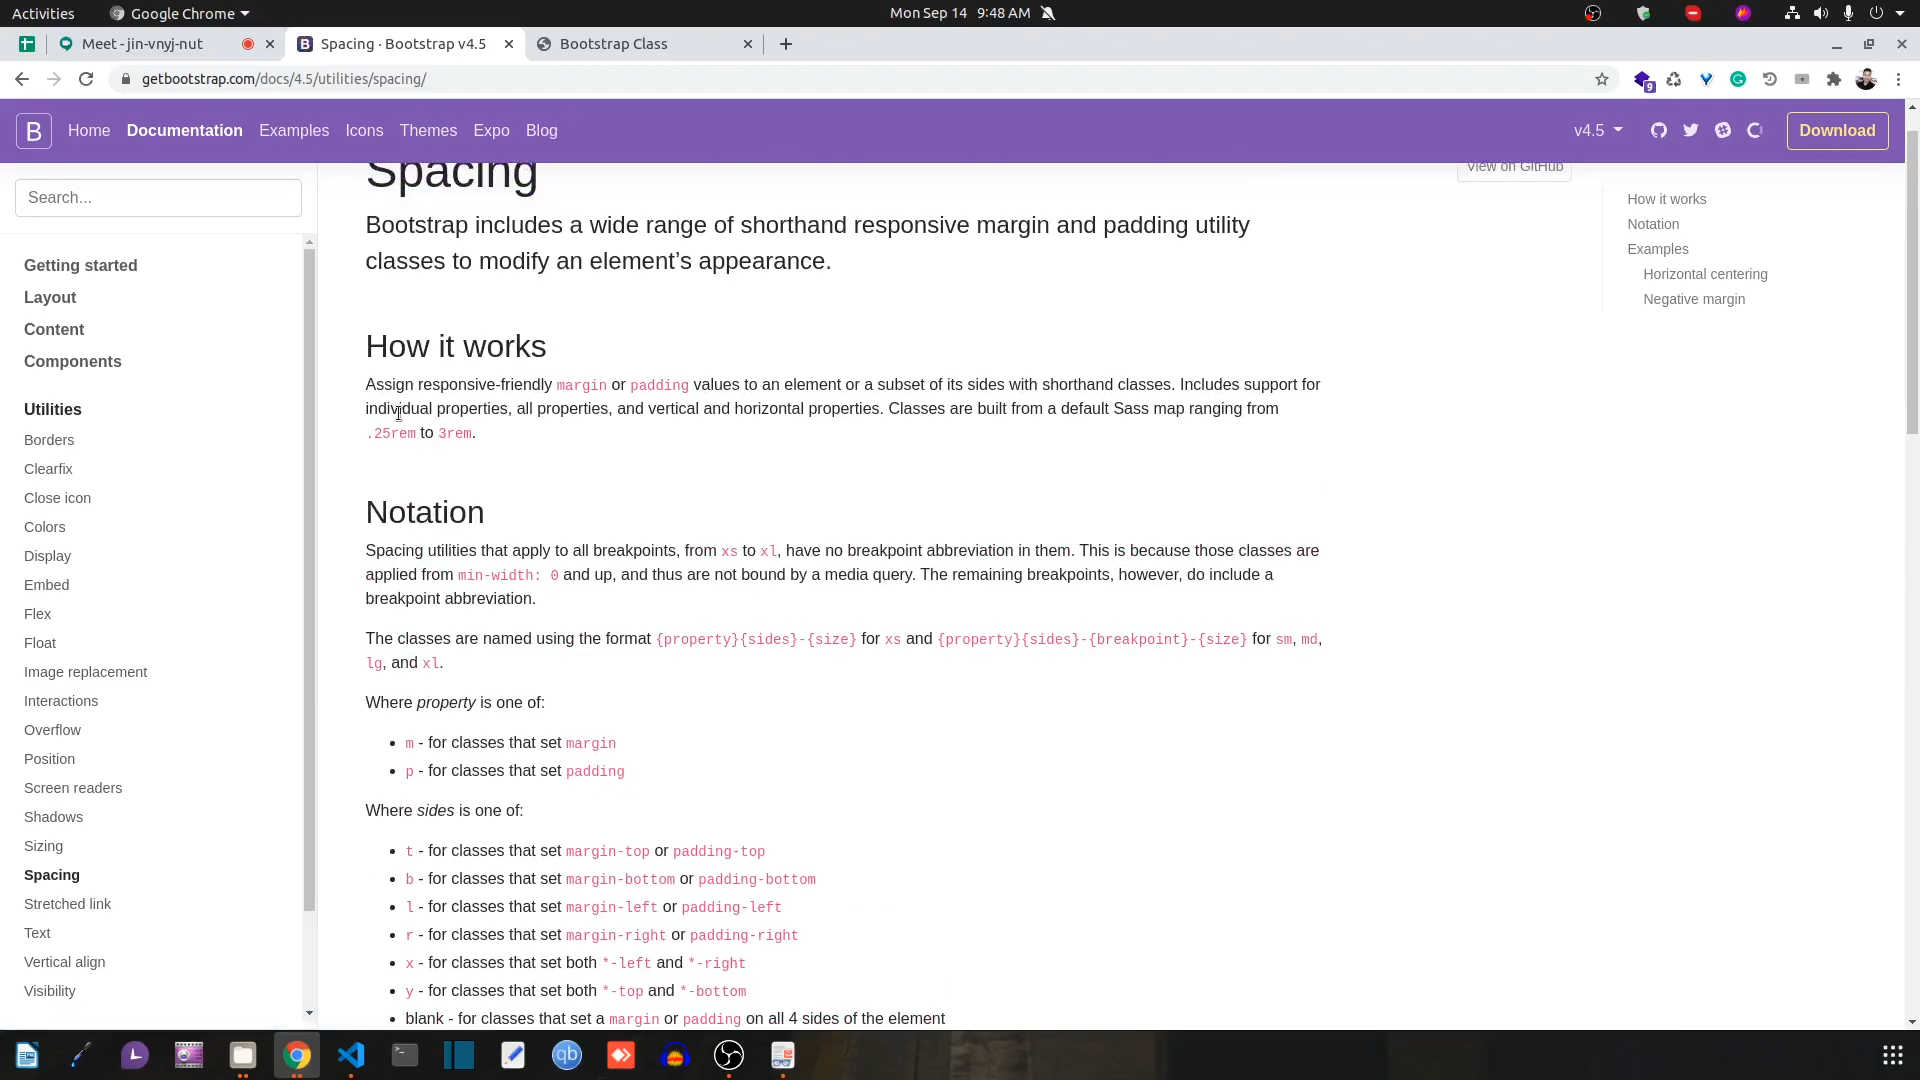 Activities
Google Chrome
Mon Sep 14 9:48 AM
Meet - jin-vnyj-nut
Spacing · Bootstrap v4.5
Bootstrap Class
getbootstrap.com/docs/4.5/utilities/spacing/
9
B
Home
Documentation
Examples
Icons
Themes
Expo
Blog
v4.5
Download
Search...
Getting started
Layout
Content
Components
Utilities
Borders
Clearfix
Close icon
Colors
Display
Embed
Flex
Float
Image replacement
Interactions
Overflow
Position
Screen readers
Shadows
Sizing
Spacing
Stretched link
Text
Vertical align
Visibility
Spacing
View on GitHub
Bootstrap includes a wide range of shorthand responsive margin and padding utility
classes to modify an element’s appearance.
How it works
Assign responsive-friendly margin or padding values to an element or a subset of its sides with shorthand classes. Includes support for
individual properties, all properties, and vertical and horizontal properties. Classes are built from a default Sass map ranging from
.25rem to 3rem.
Notation
Spacing utilities that apply to all breakpoints, from xs to xl, have no breakpoint abbreviation in them. This is because those classes are
applied from min-width: 0 and up, and thus are not bound by a media query. The remaining breakpoints, however, do include a
breakpoint abbreviation.
The classes are named using the format {property}{sides}-{size} for xs and {property}{sides}-{breakpoint}-{size} for sm, md,
lg, and xl.
Where property is one of:
m - for classes that set margin
p - for classes that set padding
Where sides is one of:
t - for classes that set margin-top or padding-top
b - for classes that set margin-bottom or padding-bottom
l - for classes that set margin-left or padding-left
r - for classes that set margin-right or padding-right
x - for classes that set both *-left and *-right
y - for classes that set both *-top and *-bottom
blank - for classes that set a margin or padding on all 4 sides of the element
How it works
Notation
Examples
Horizontal centering
Negative margin
qb